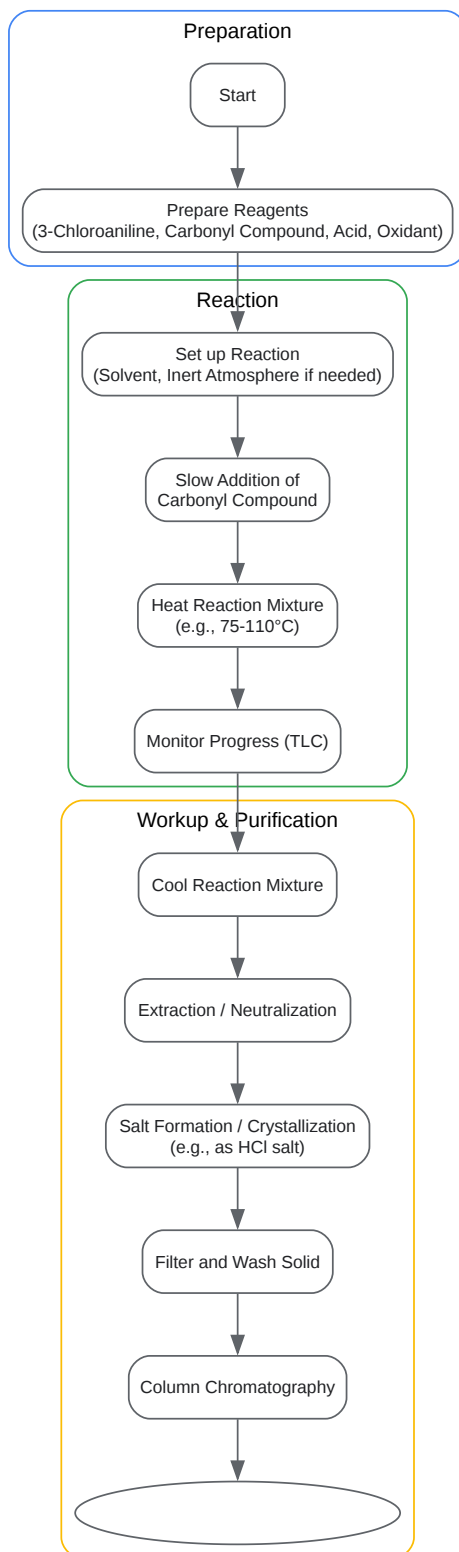 Preparation
Start
Prepare Reagents
(3-Chloroaniline, Carbonyl Compound, Acid, Oxidant)
Reaction
Set up Reaction
(Solvent, Inert Atmosphere if needed)
Slow Addition of
Carbonyl Compound
Heat Reaction Mixture
(e.g., 75-110°C)
Monitor Progress (TLC)
Workup & Purification
Cool Reaction Mixture
Extraction / Neutralization
Salt Formation / Crystallization
(e.g., as HCl salt)
Filter and Wash Solid
Column Chromatography